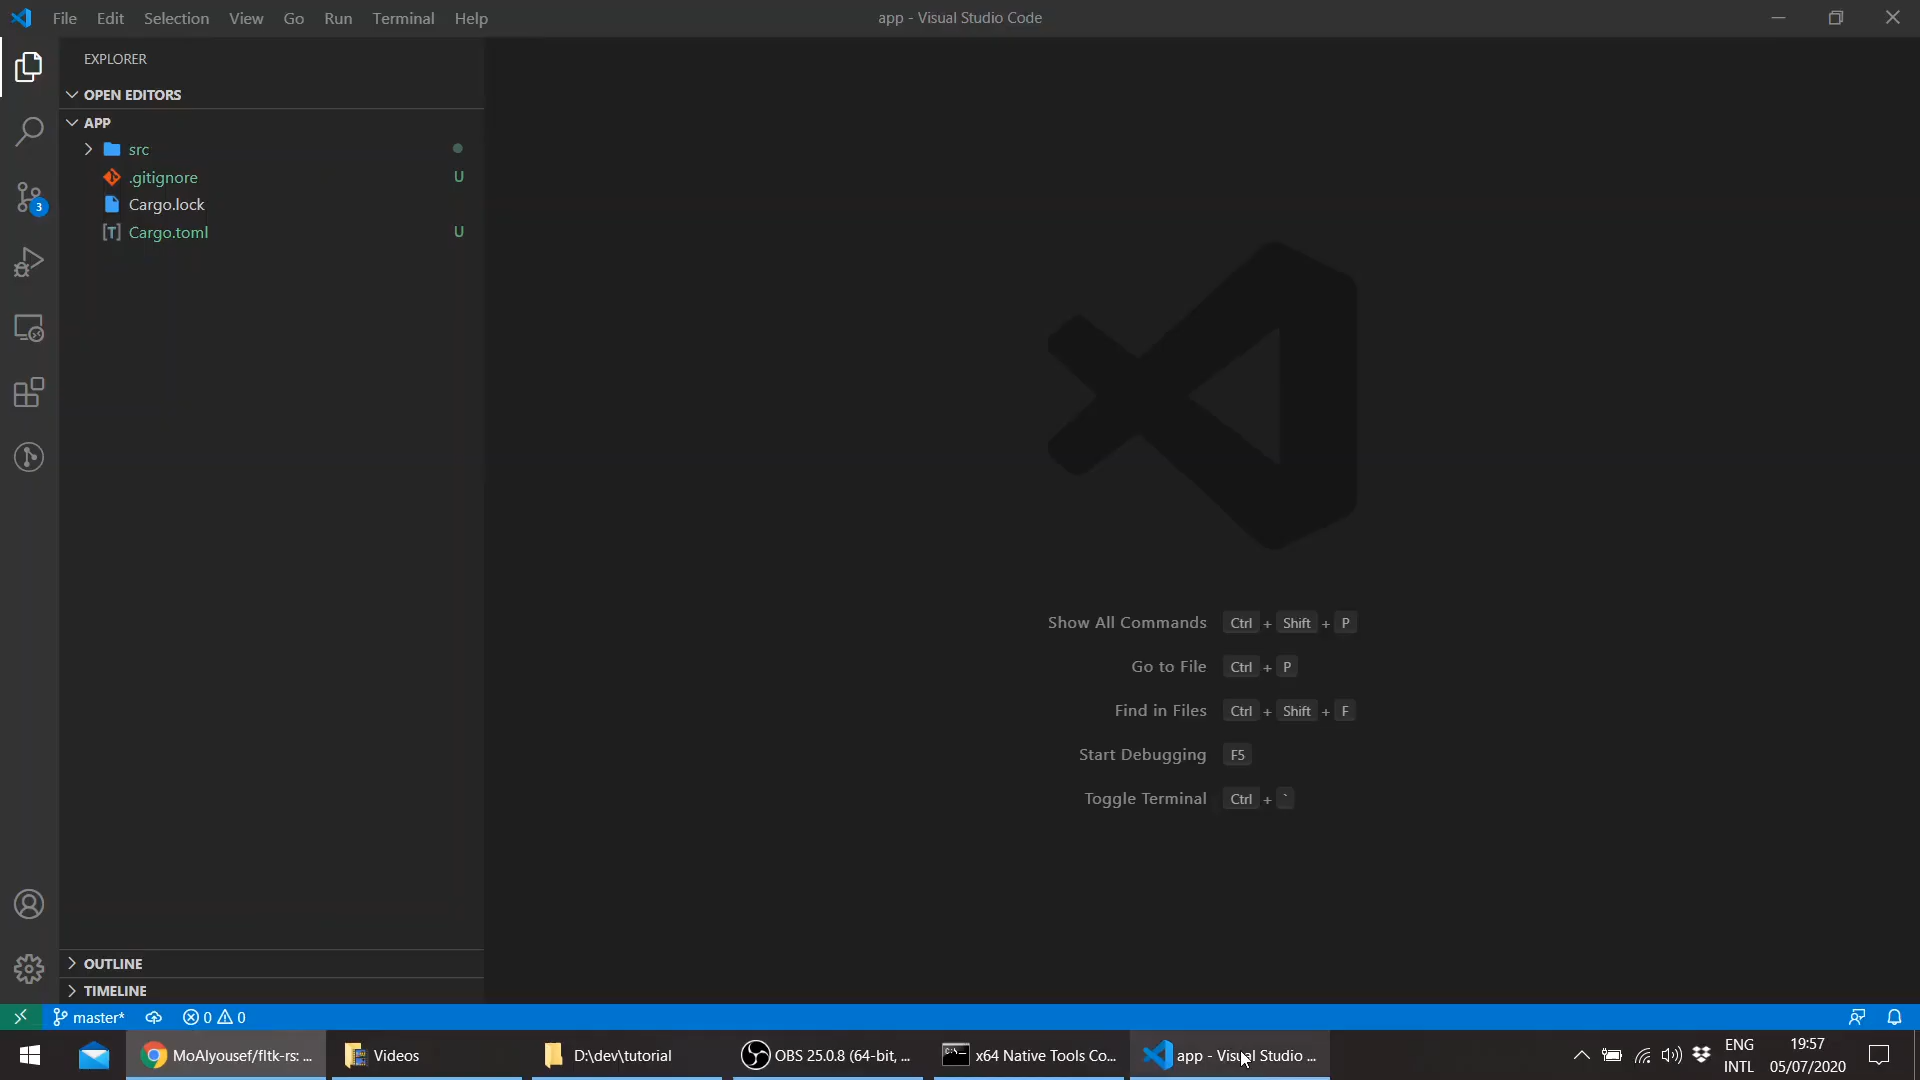 File Edit Selection View Go Run Terminal Help
app - Visual Studio Code
EXPLORER
OPEN EDITORS
APP
src
.gitignore U
Cargo.lock
Cargo.toml U
3
Show All Commands Ctrl + Shift + P
Go to File Ctrl + P
Find in Files Ctrl + Shift + F
Start Debugging F5
Toggle Terminal Ctrl + `
OUTLINE
TIMELINE
master* 0 0
MoAlyousef/fltk-rs: ...
Videos
D:\dev\tutorial
OBS 25.0.8 (64-bit, ...
x64 Native Tools Co...
app - Visual Studio ...
ENG
INTL
19:57
05/07/2020